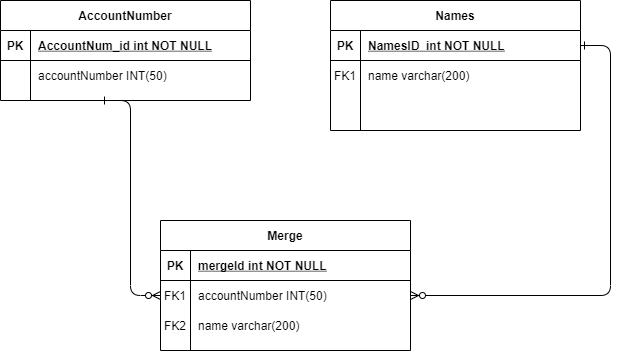 AccountNumber
PK AccountNum_id int NOT NULL
accountNumber INT(50)
Names
PK NamesID int NOT NULL
FK1 name varchar(200)
Merge
PK mergeId int NOT NULL
FK1 accountNumber INT(50)
FK2 name varchar(200)